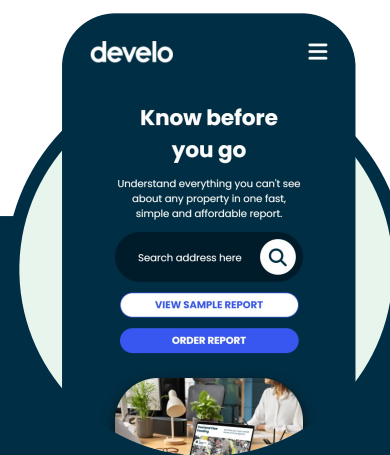 develo
Know before
you go
Understand everything you can't see
about any property in one fast,
simple and affordable report.
Search address here
VIEW SAMPLE REPORT
ORDER REPORT